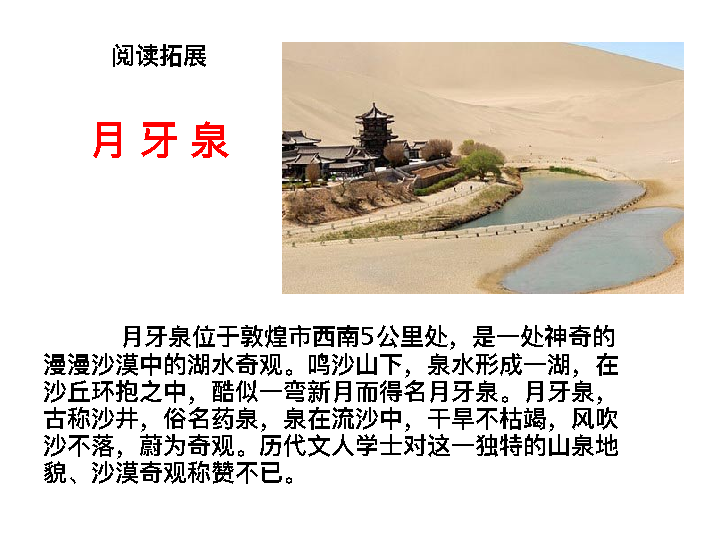 阅读拓展
月牙泉
月牙泉位于敦煌市西南5公里处，是一处神奇的
漫漫沙漠中的湖水奇观。鸣沙山下，泉水形成一湖，在
沙丘环抱之中，酷似一弯新月而得名月牙泉。月牙泉，
古称沙井，俗名药泉，泉在流沙中，干旱不枯竭，风吹
沙不落，蔚为奇观。历代文人学士对这一独特的山泉地
貌、沙漠奇观称赞不已。